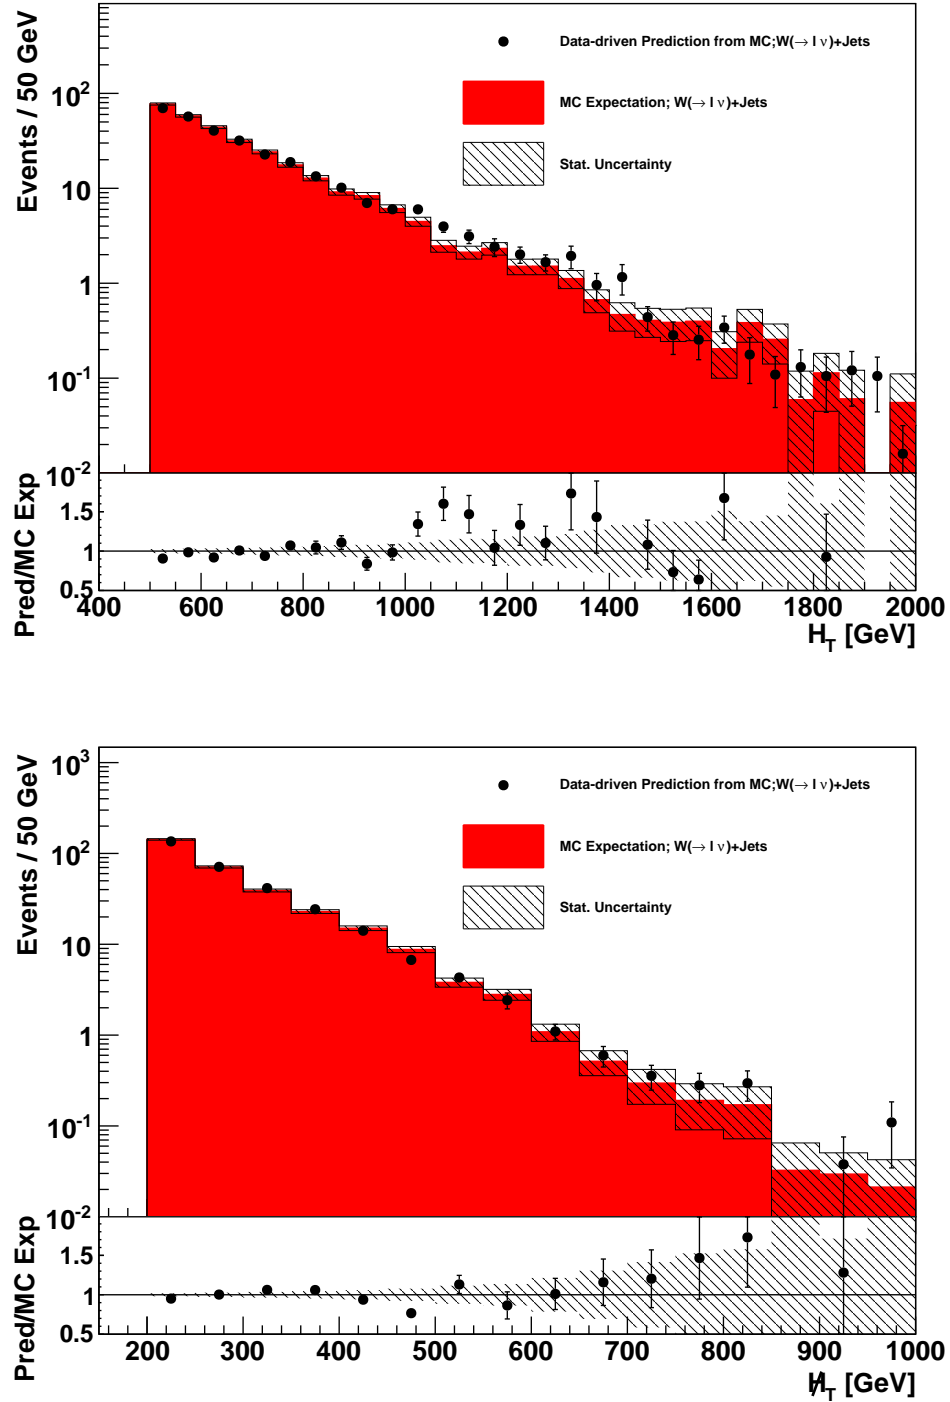 Events / 50 GeV
10²
10
1
10⁻¹
10⁻²
Data-driven Prediction from MC;W(→ l ν)+Jets
MC Expectation; W(→ l ν)+Jets
Stat. Uncertainty
Pred/MC Exp
1.5
1
0.5
400 600 800 1000 1200 1400 1600 1800 2000
H_T [GeV]
Events / 50 GeV
10³
10²
10
1
10⁻¹
10⁻²
Data-driven Prediction from MC;W(→ l ν)+Jets
MC Expectation; W(→ l ν)+Jets
Stat. Uncertainty
Pred/MC Exp
1.5
1
0.5
200 300 400 500 600 700 800 900 1000
H̸_T [GeV]